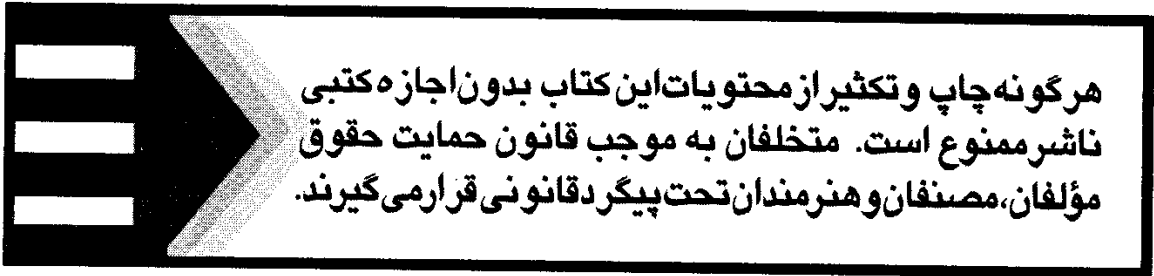 هرگونه چاپ و تکثیر از محتویات این کتاب بدون اجازه کتبی
ناشر ممنوع است. متخلفان به موجب قانون حمایت حقوق
مؤلفان، مصنفان و هنرمندان تحت پیگرد قانونی قرار می گیرند.